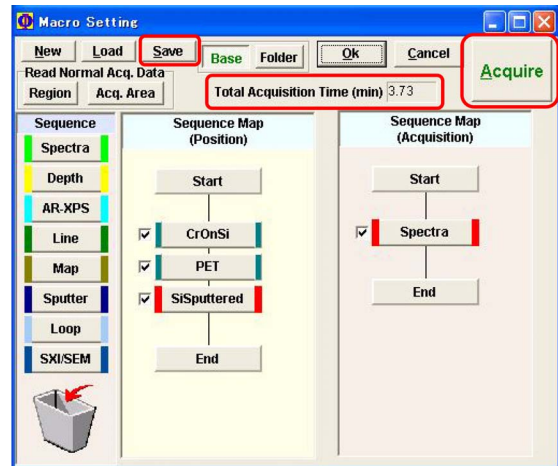 Macro Setting
New Load Save Base Folder Ok Cancel Acquire
Read Normal Acq. Data
Region Acq. Area
Total Acquisition Time (min) 3.73
Sequence
Spectra
Depth
AR-XPS
Line
Map
Sputter
Loop
SXI/SEM
Sequence Map
(Position)
Start
CrOnSi
PET
SiSputtered
End
Sequence Map
(Acquisition)
Start
Spectra
End